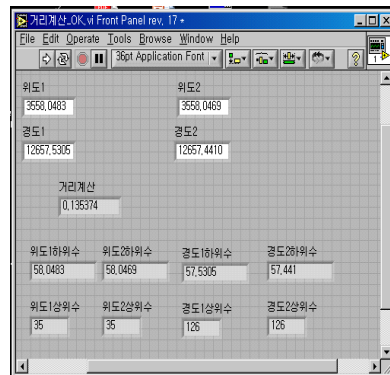 거리계산_OK.vi Front Panel rev. 17 *
File Edit Operate Tools Browse Window Help
36pt Application Font
1
위도1 위도2
3558,0483 3558,0469
경도1 경도2
12657,5305 12657,4410
거리계산
0,135374
위도1하위수 위도2하위수 경도1하위수 경도2하위수
58,0483 58,0469 57,5305 57,441
위도1상위수 위도2상위수 경도1상위수 경도2상위수
35 35 126 126